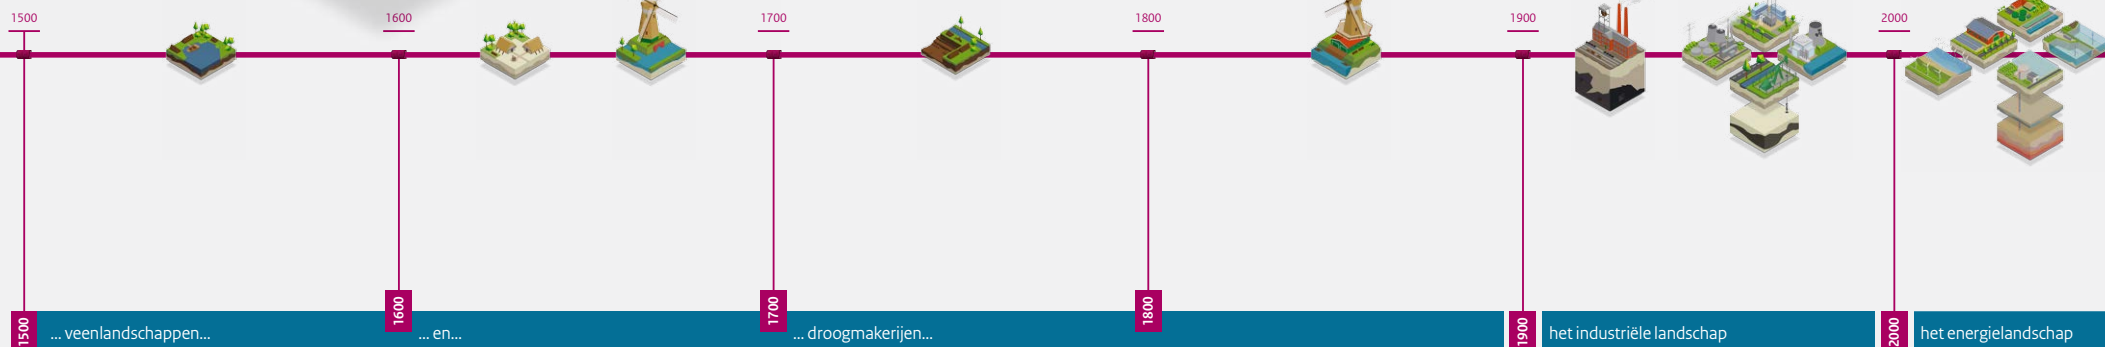 1500
1600
1700
1800
1900
2000
1600
1700
1800
1500
... veenlandschappen...
... en...
... droogmakerijen...
1900
het industriële landschap
2000
het energielandschap